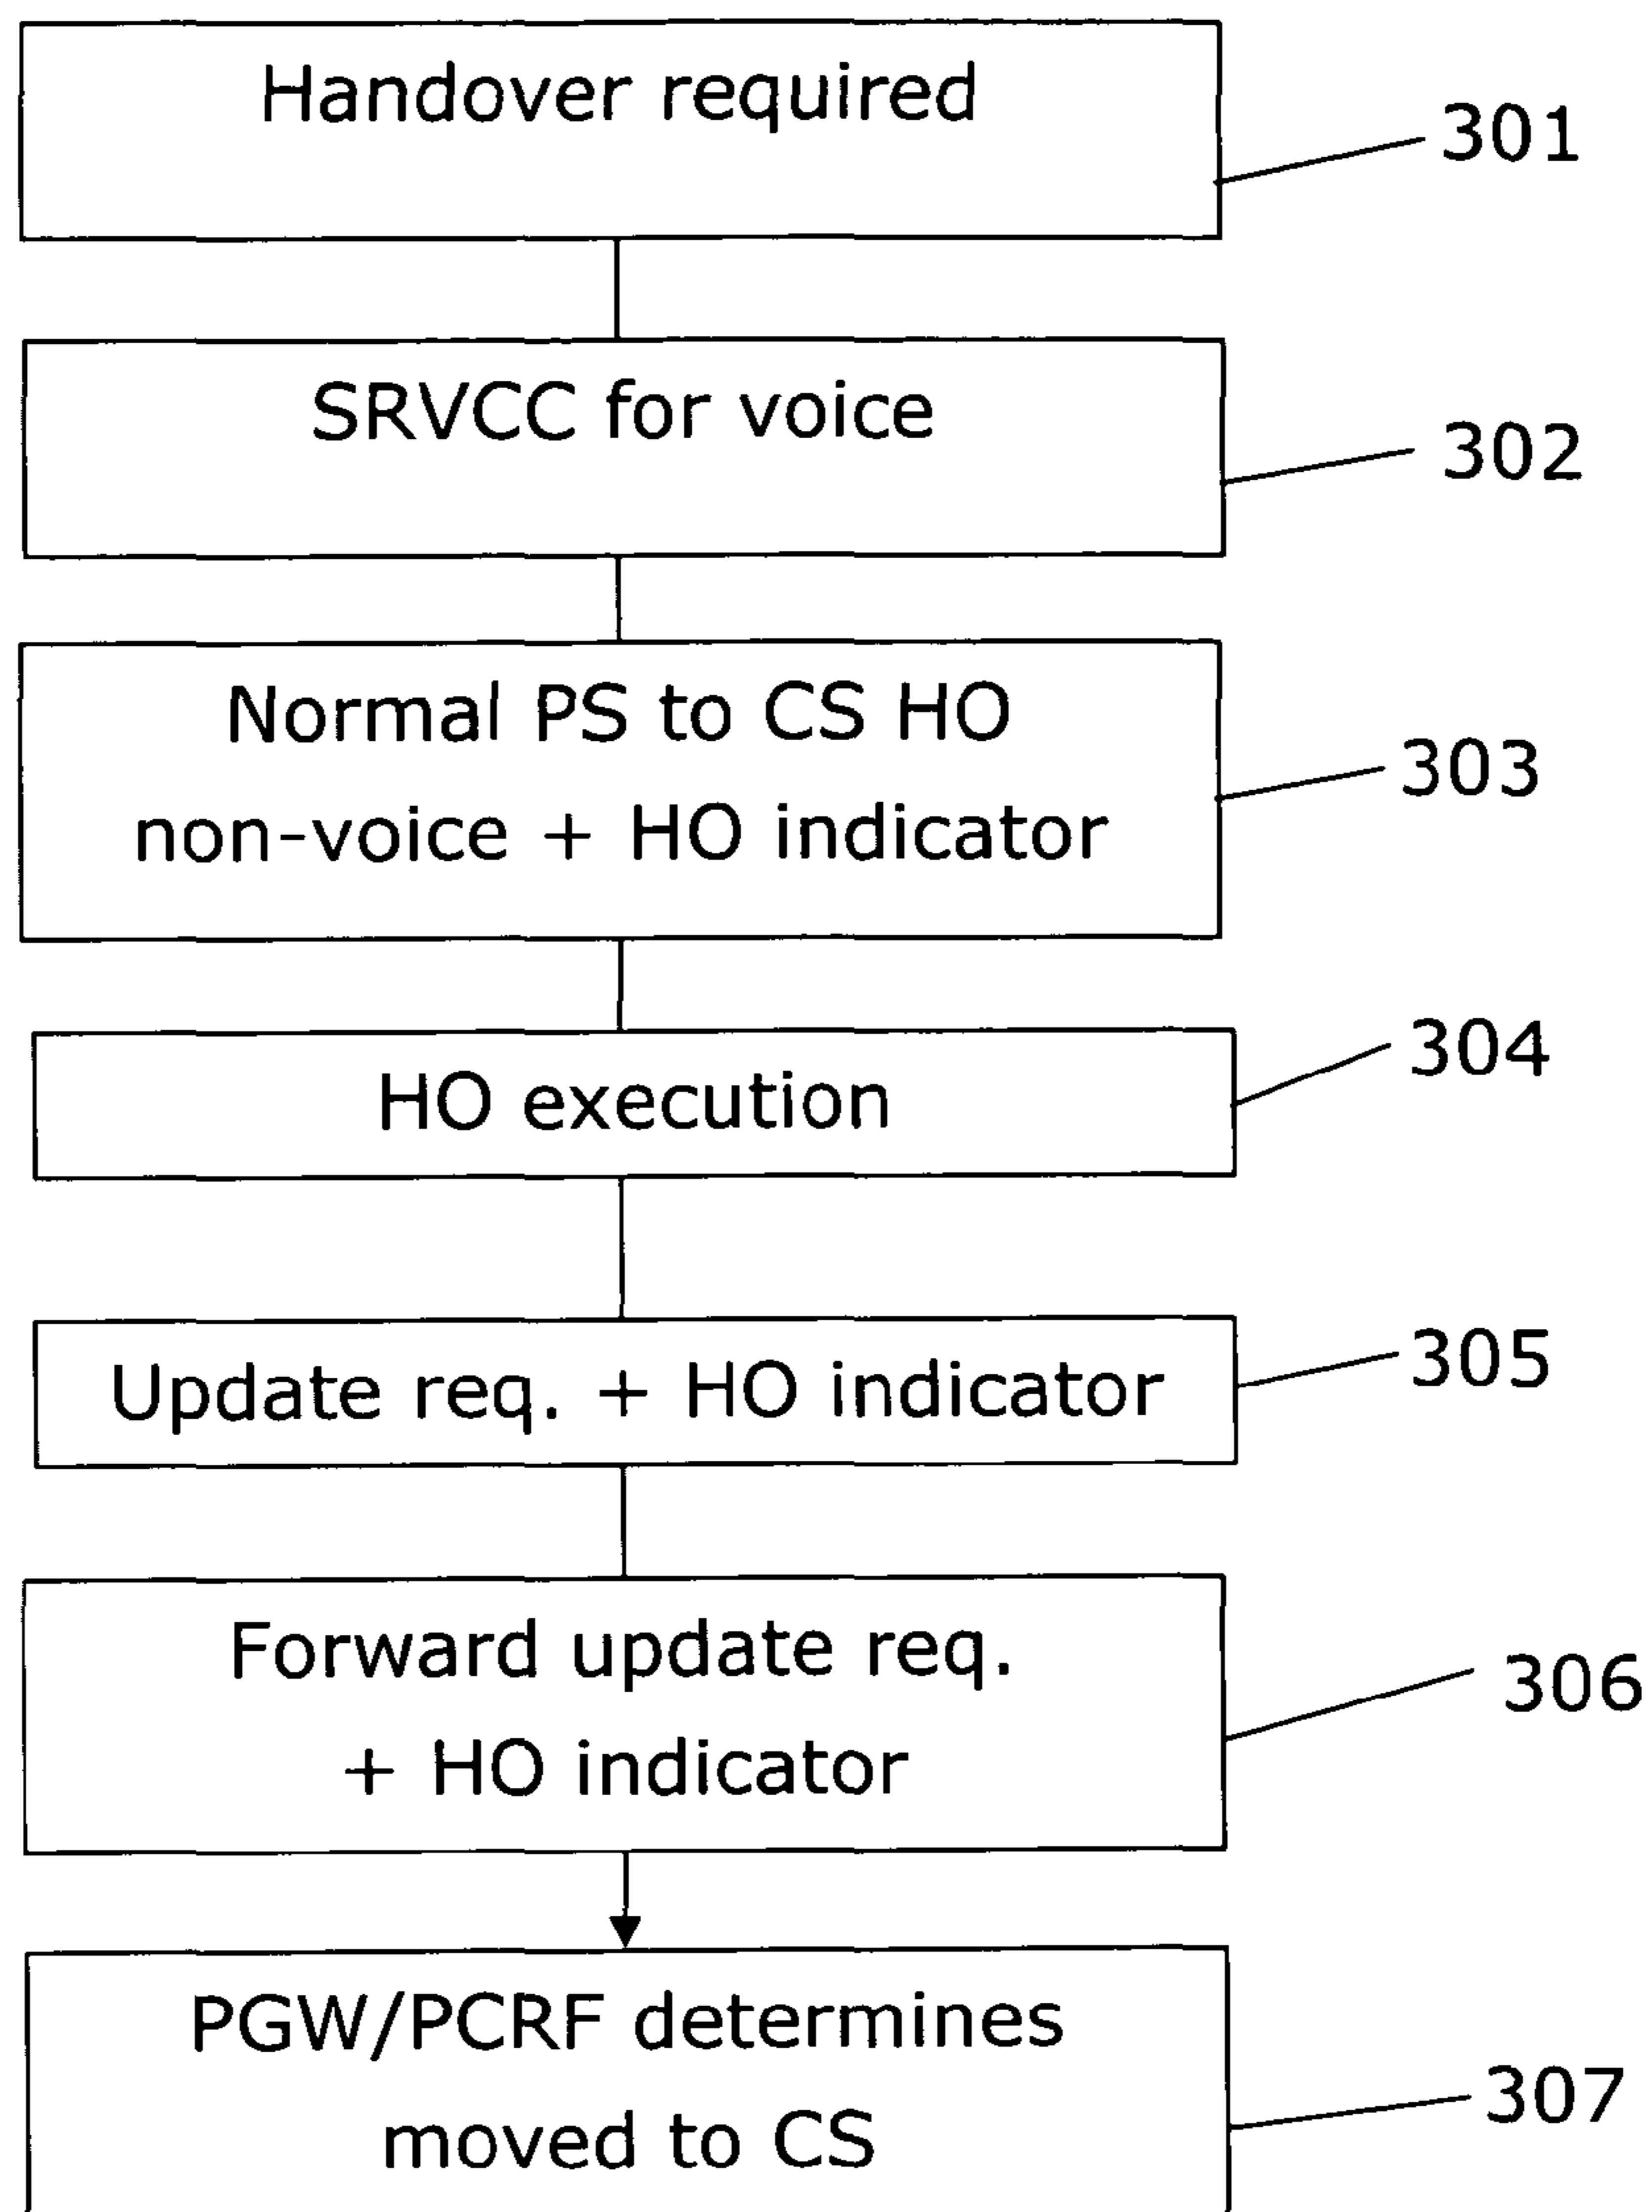 Handover required
301
SRVCC for voice
302
Normal PS to CS HO
non-voice + HO indicator
303
HO execution
304
Update req. + HO indicator
305
Forward update req.
+ HO indicator
306
PGW/PCRF determines
moved to CS
307